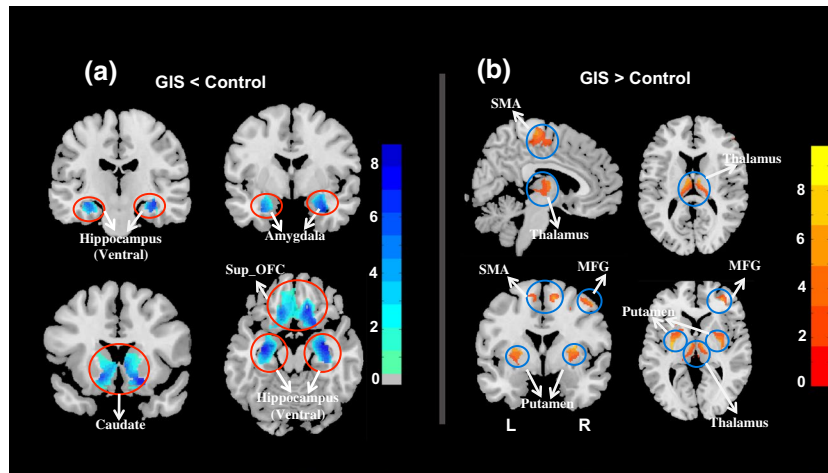 (a)
GIS < Control
Hippocampus
(Ventral)
Amygdala
Sup_OFC
Caudate
Hippocampus
(Ventral)
8
6
4
2
0
(b)
GIS > Control
SMA
Thalamus
Thalamus
SMA
MFG
MFG
Putamen
Putamen
Thalamus
L
R
8
6
4
2
0